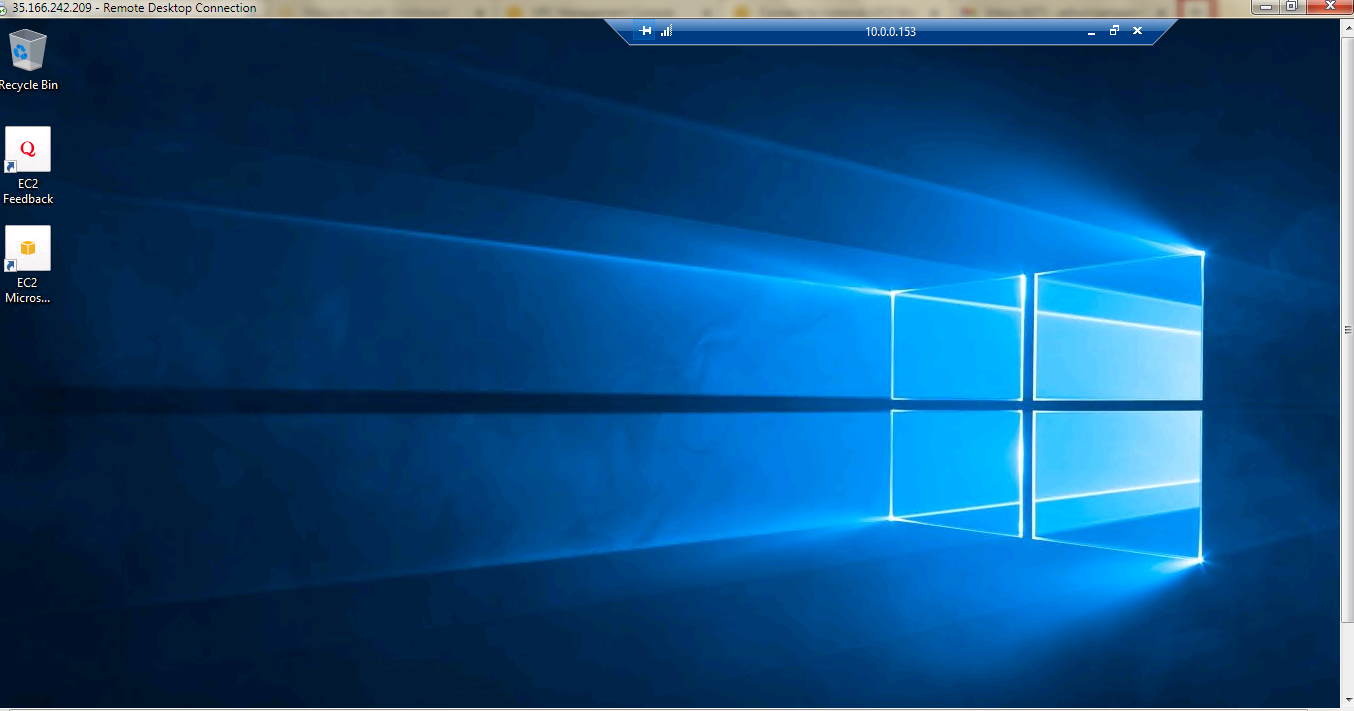 35.166.242.209 - Remote Desktop Connection
10.0.0.153
Recycle Bin
Q
EC2
Feedback
EC2
Micros...